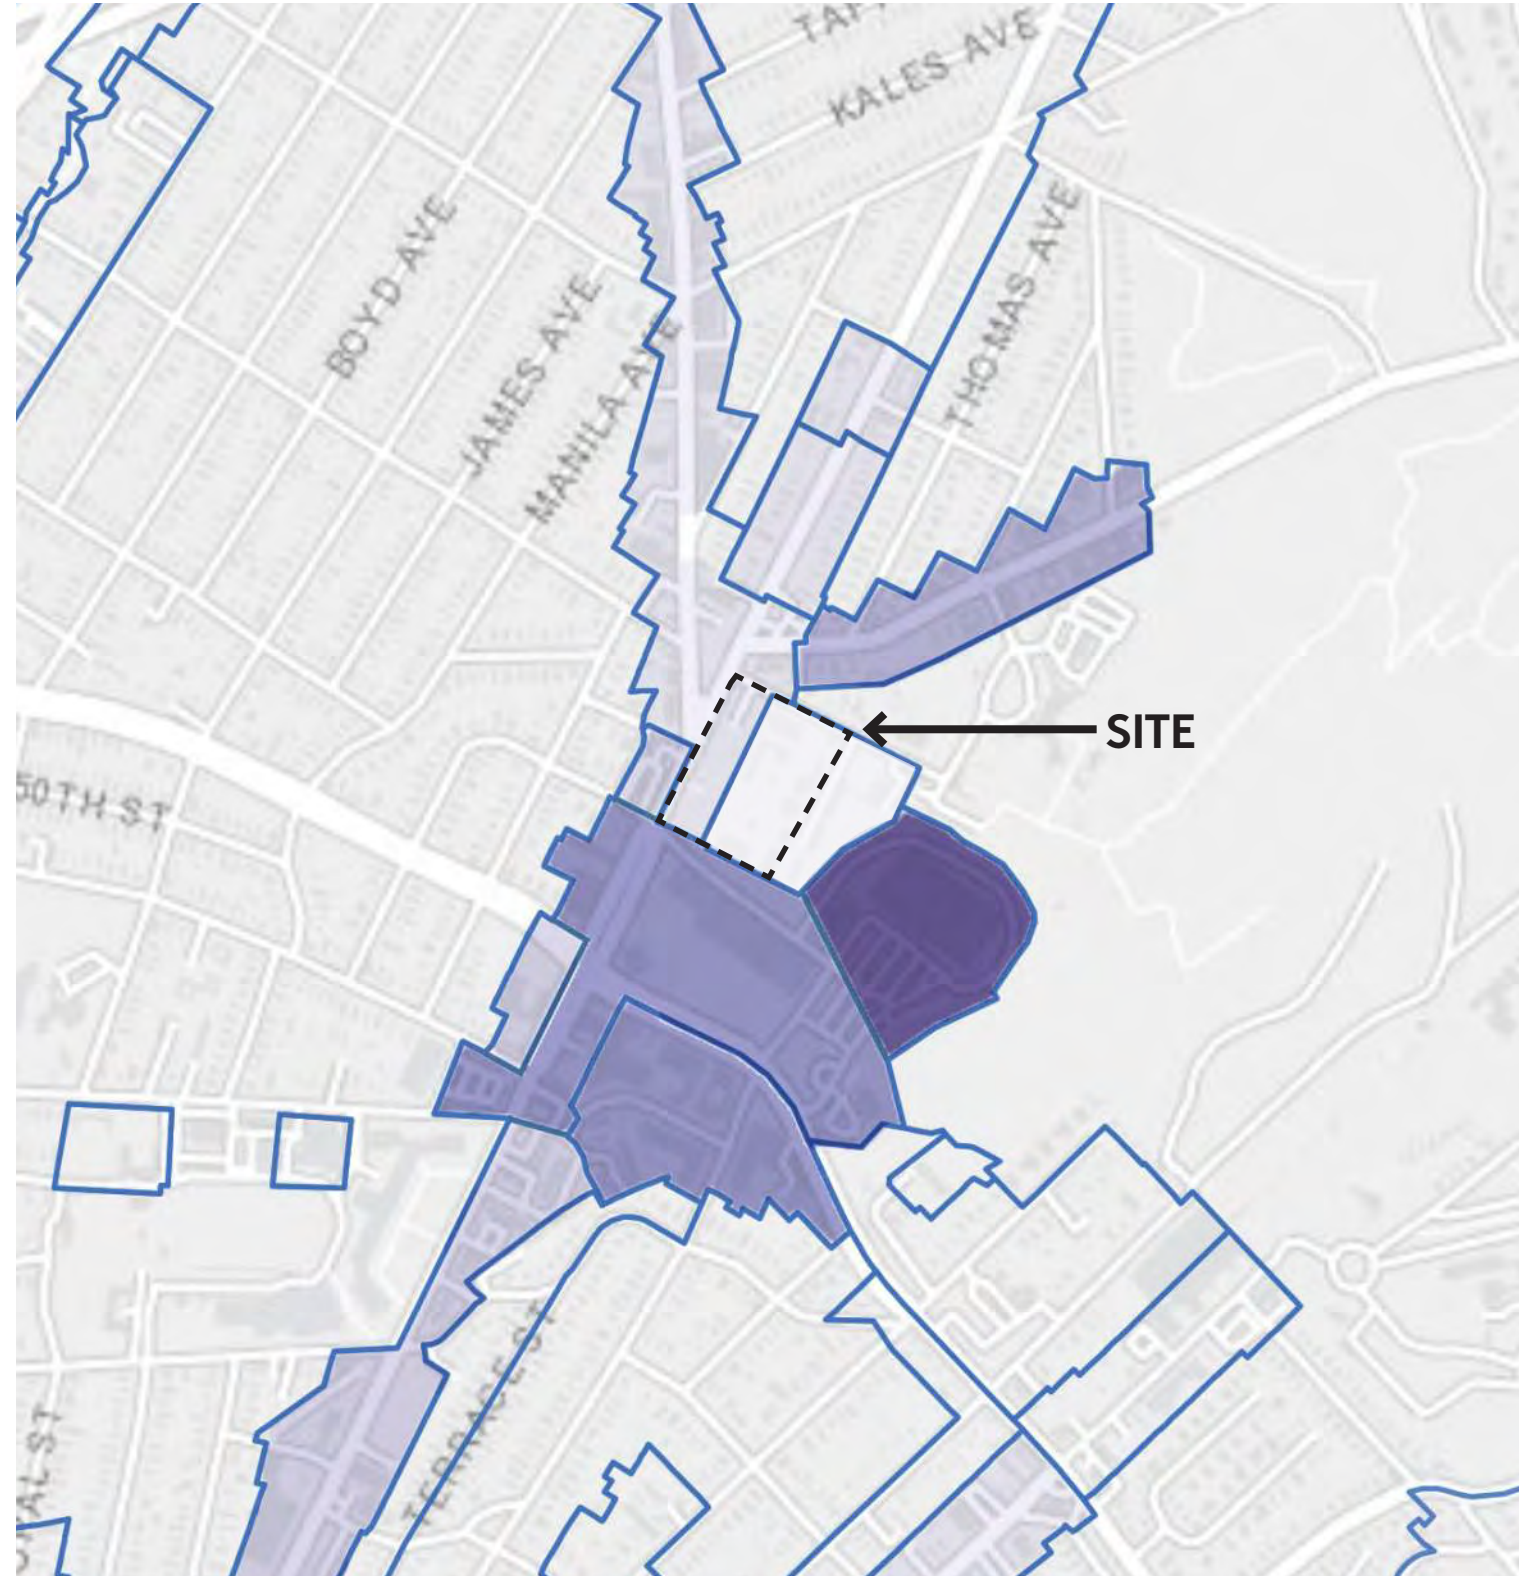 KALES AVE
THOMAS AVE
BOYD AVE
JAMES AVE
MANILA AVE
SITE
50TH ST
TERRACE ST